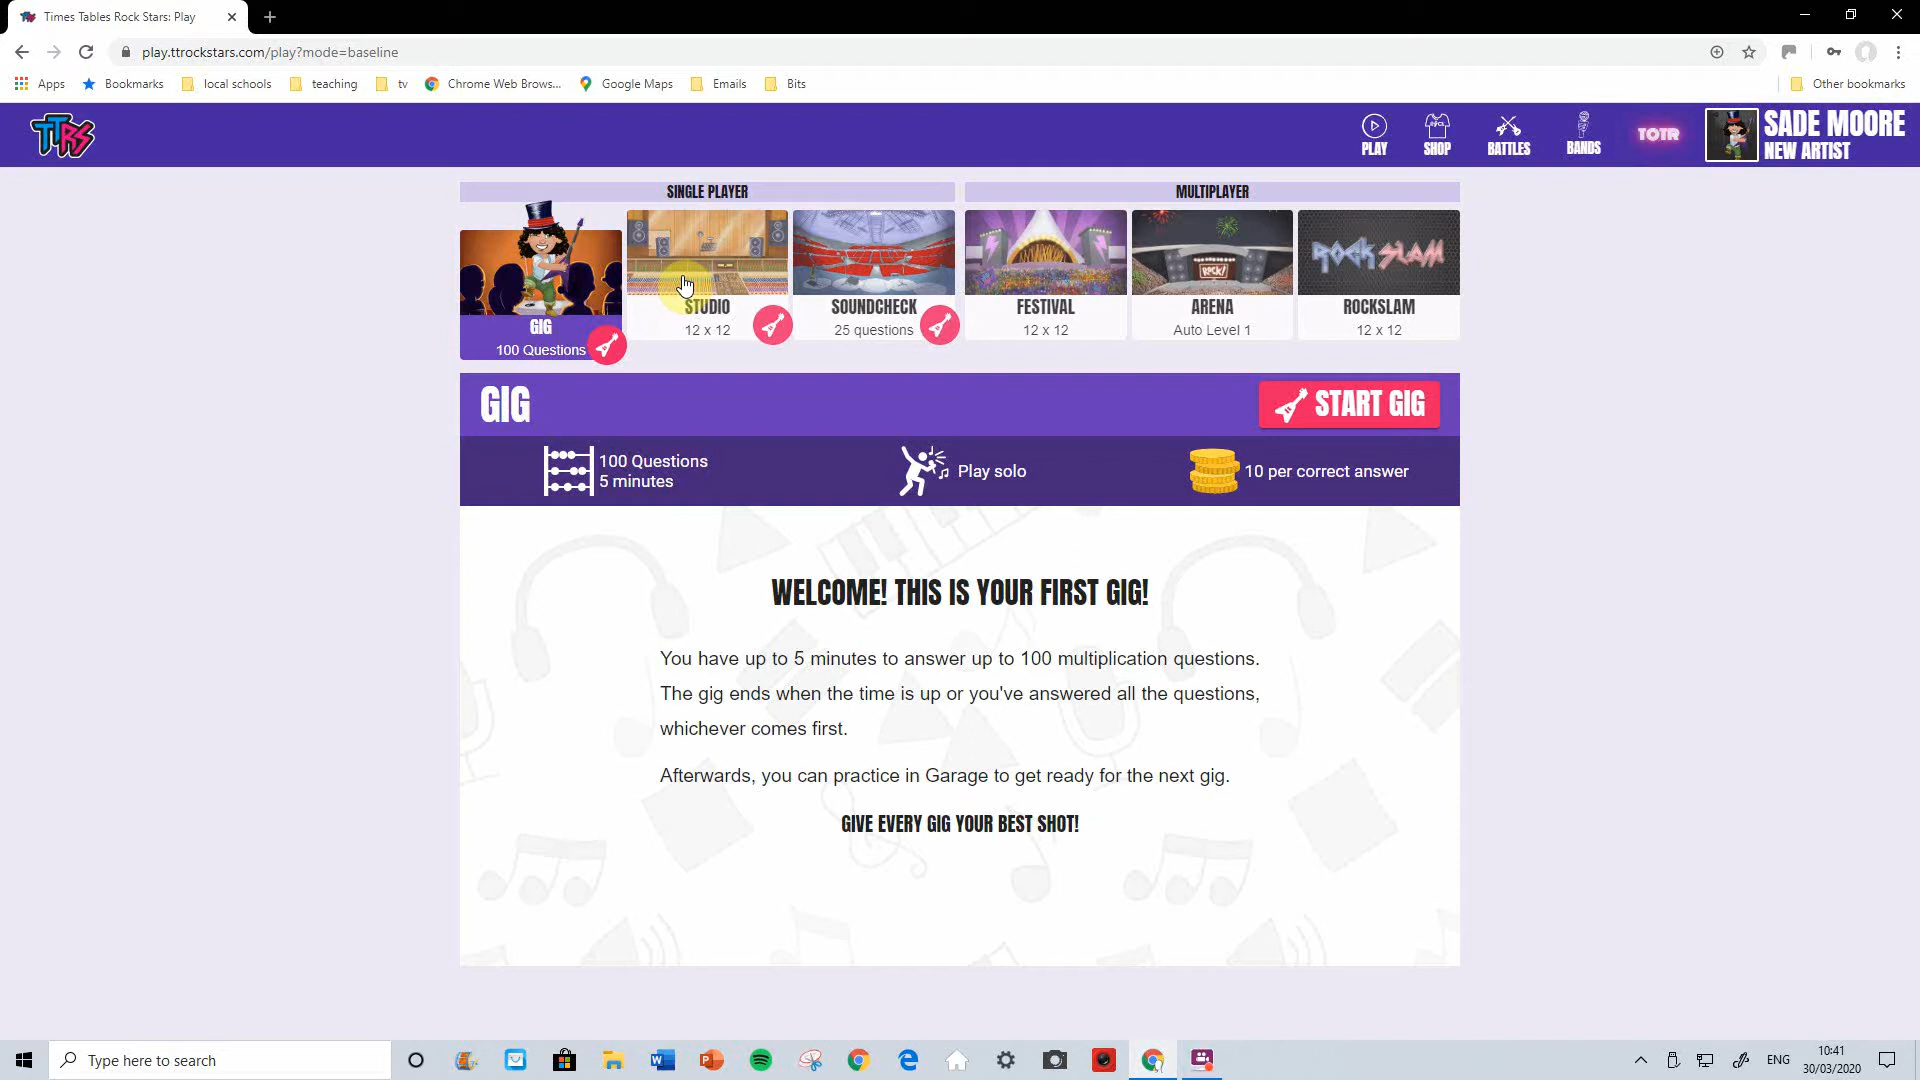 Times Tables Rock Stars: Play
play.ttrockstars.com/play?mode=baseline
Apps Bookmarks local schools teaching tv Chrome Web Brows... Google Maps Emails Bits Other bookmarks
TTRS
PLAY SHOP BATTLES BANDS TOTR
SADE MOORE
NEW ARTIST
SINGLE PLAYER MULTIPLAYER
ROCK!
ROCK SLAM
GIG
100 Questions
STUDIO
12 x 12
SOUNDCHECK
25 questions
FESTIVAL
12 x 12
ARENA
Auto Level 1
ROCKSLAM
12 x 12
GIG
START GIG
100 Questions
5 minutes
Play solo
10 per correct answer
WELCOME! THIS IS YOUR FIRST GIG!
You have up to 5 minutes to answer up to 100 multiplication questions.
The gig ends when the time is up or you've answered all the questions,
whichever comes first.
Afterwards, you can practice in Garage to get ready for the next gig.
GIVE EVERY GIG YOUR BEST SHOT!
Type here to search
ENG
10:41
30/03/2020